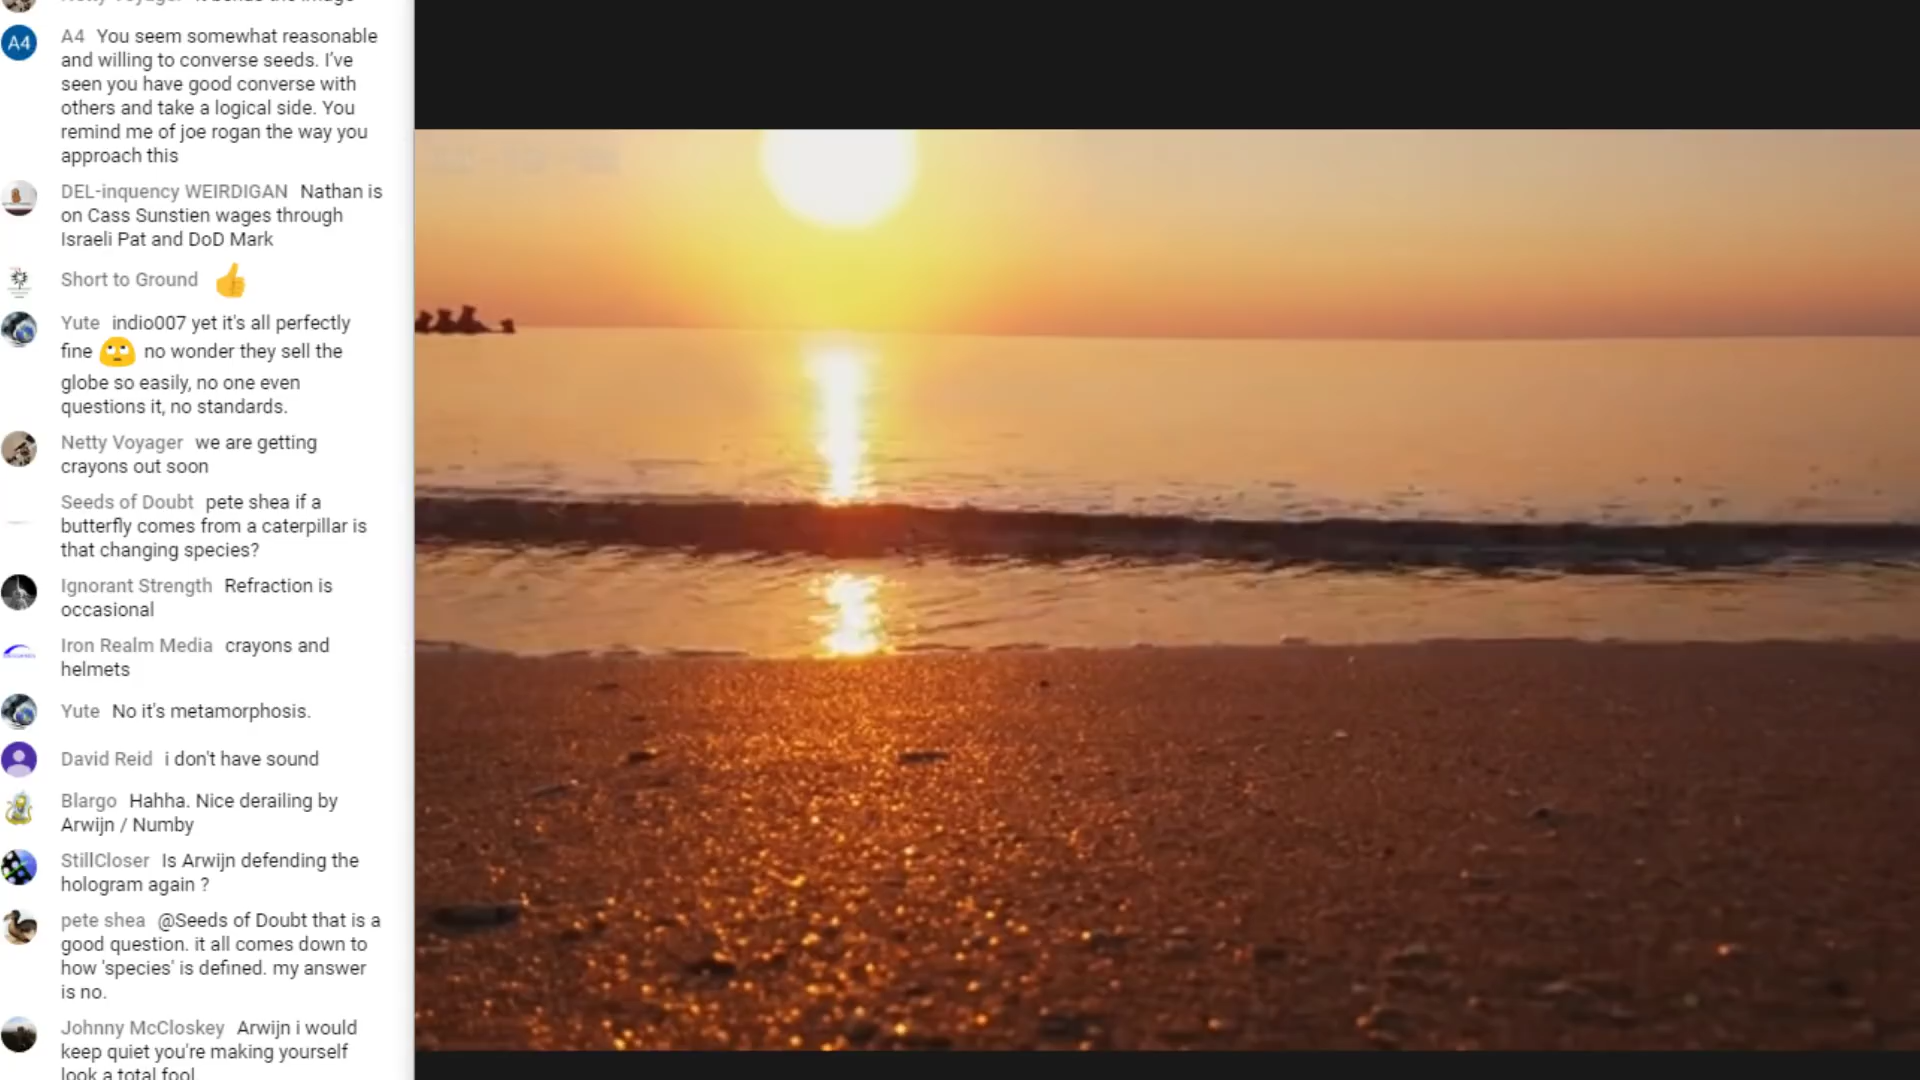 Netty Voyager it bends the image
A4 A4 You seem somewhat reasonable
and willing to converse seeds. I've
seen you have good converse with
others and take a logical side. You
remind me of joe rogan the way you
approach this
DEL-inquency WEIRDIGAN Nathan is
on Cass Sunstien wages through
Israeli Pat and DoD Mark
Short to Ground 👍
Yute indio007 yet it's all perfectly
fine 🙄 no wonder they sell the
globe so easily, no one even
questions it, no standards.
Netty Voyager we are getting
crayons out soon
Seeds of Doubt pete shea if a
butterfly comes from a caterpillar is
that changing species?
Ignorant Strength Refraction is
occasional
Iron Realm Media crayons and
helmets
Yute No it's metamorphosis.
David Reid i don't have sound
Blargo Hahha. Nice derailing by
Arwijn / Numby
StillCloser Is Arwijn defending the
hologram again ?
pete shea @Seeds of Doubt that is a
good question. it all comes down to
how 'species' is defined. my answer
is no.
Johnny McCloskey Arwijn i would
keep quiet you're making yourself
look a total fool